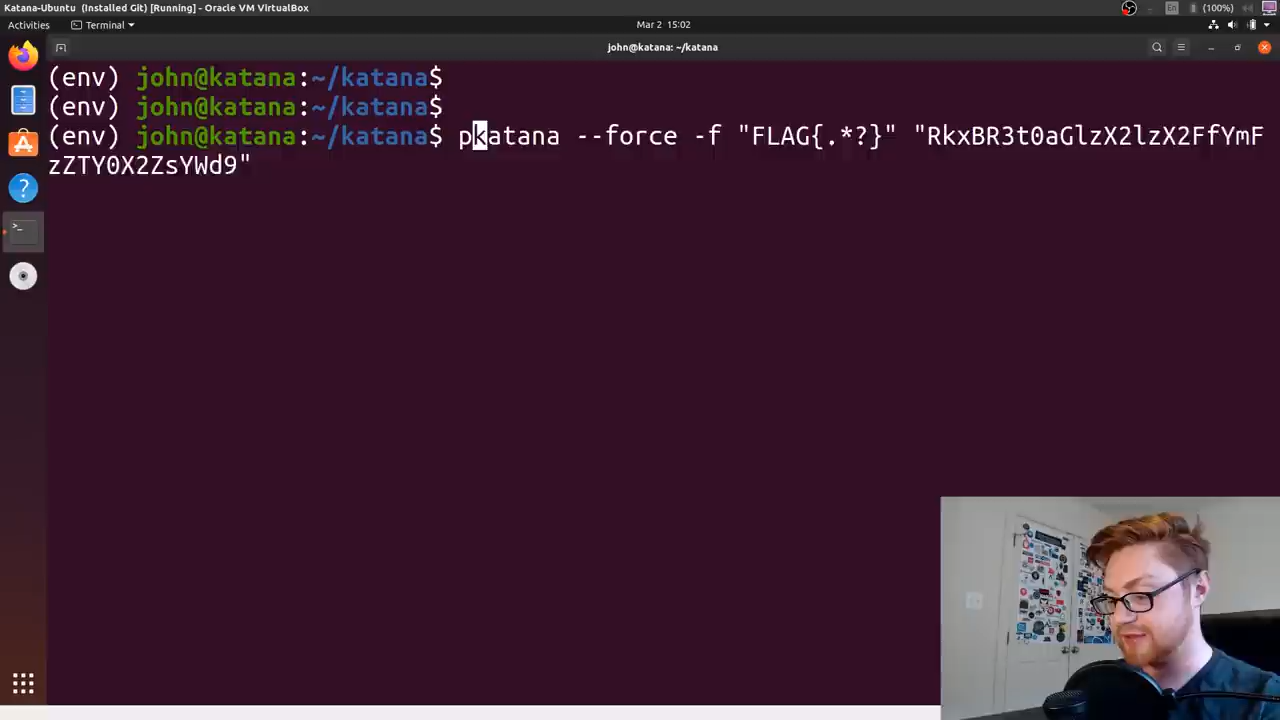 Katana-Ubuntu (Installed Git) [Running] - Oracle VM VirtualBox
En (100%)
Activities Terminal Mar 2 15:02
john@katana: ~/katana
(env) john@katana:~/katana$
(env) john@katana:~/katana$
(env) john@katana:~/katana$ pkatana --force -f "FLAG{.*?}" "RkxBR3t0aGlzX2lzX2FfYmF
zZTY0X2ZsYWd9"